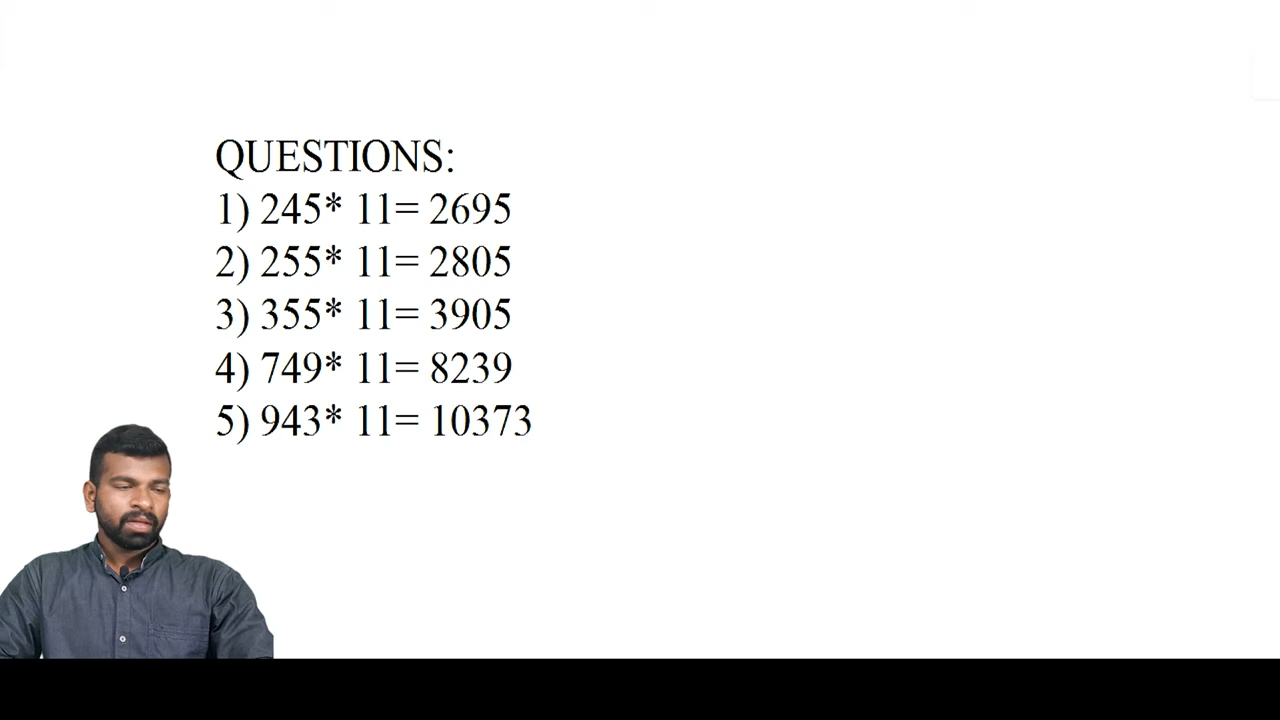 QUESTIONS:
1) 245* 11= 2695
2) 255* 11= 2805
3) 355* 11= 3905
4) 749* 11= 8239
5) 943* 11= 10373